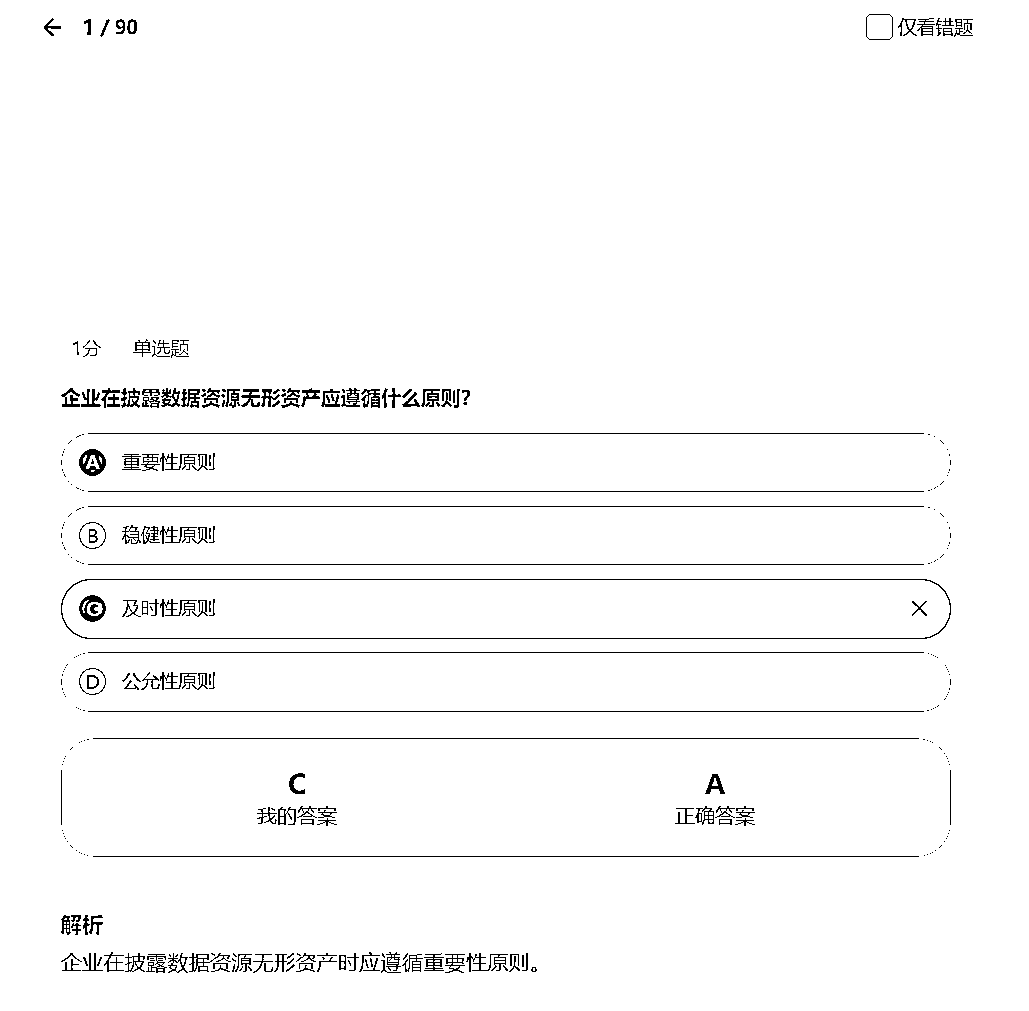 ← 1 / 90
仅看错题
1分 单选题
企业在披露数据资源无形资产应遵循什么原则?
A 重要性原则
B 稳健性原则
C 及时性原则
D 公允性原则
C A
我的答案 正确答案
解析
企业在披露数据资源无形资产时应遵循重要性原则。